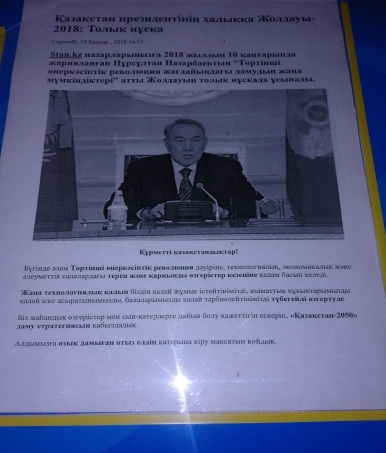 Қазақстан президентінің халыққа Жолдауы-
2018: Толық нұсқа
Сәрсенбі, 10 Қаңтар , 2018 16:13
Stan.kz назарларыңызға 2018 жылдың 10 қаңтарында
жарияланған Нұрсұлтан Назарбаевтың "Төртінші
өнеркәсіптік революция жағдайындағы дамудың жаңа
мүмкіндіктері" атты Жолдауын толық нұсқада ұсынады.
Құрметті қазақстандықтар!
Бүгінде әлем Төртінші өнеркәсіптік революция дәуіріне, технологиялық, экономикалық және
әлеуметтік салалардағы терең және қарқынды өзгерістер кезеңіне қадам басып келеді.
Жаңа технологиялық қалып біздің қалай жұмыс істейтінімізді, азаматтық құқықтарымызды
қалай іске асыратынымызды, балаларымызды қалай тәрбиелейтінімізді түбегейлі өзгертуде.
Біз жаһандық өзгерістер мен сын-қатерлерге дайын болу қажеттігін ескеріп, «Қазақстан-2050»
даму стратегиясын қабылдадық.
Алдымызға озық дамыған отыз елдің қатарына кіру мақсатын қойдық.